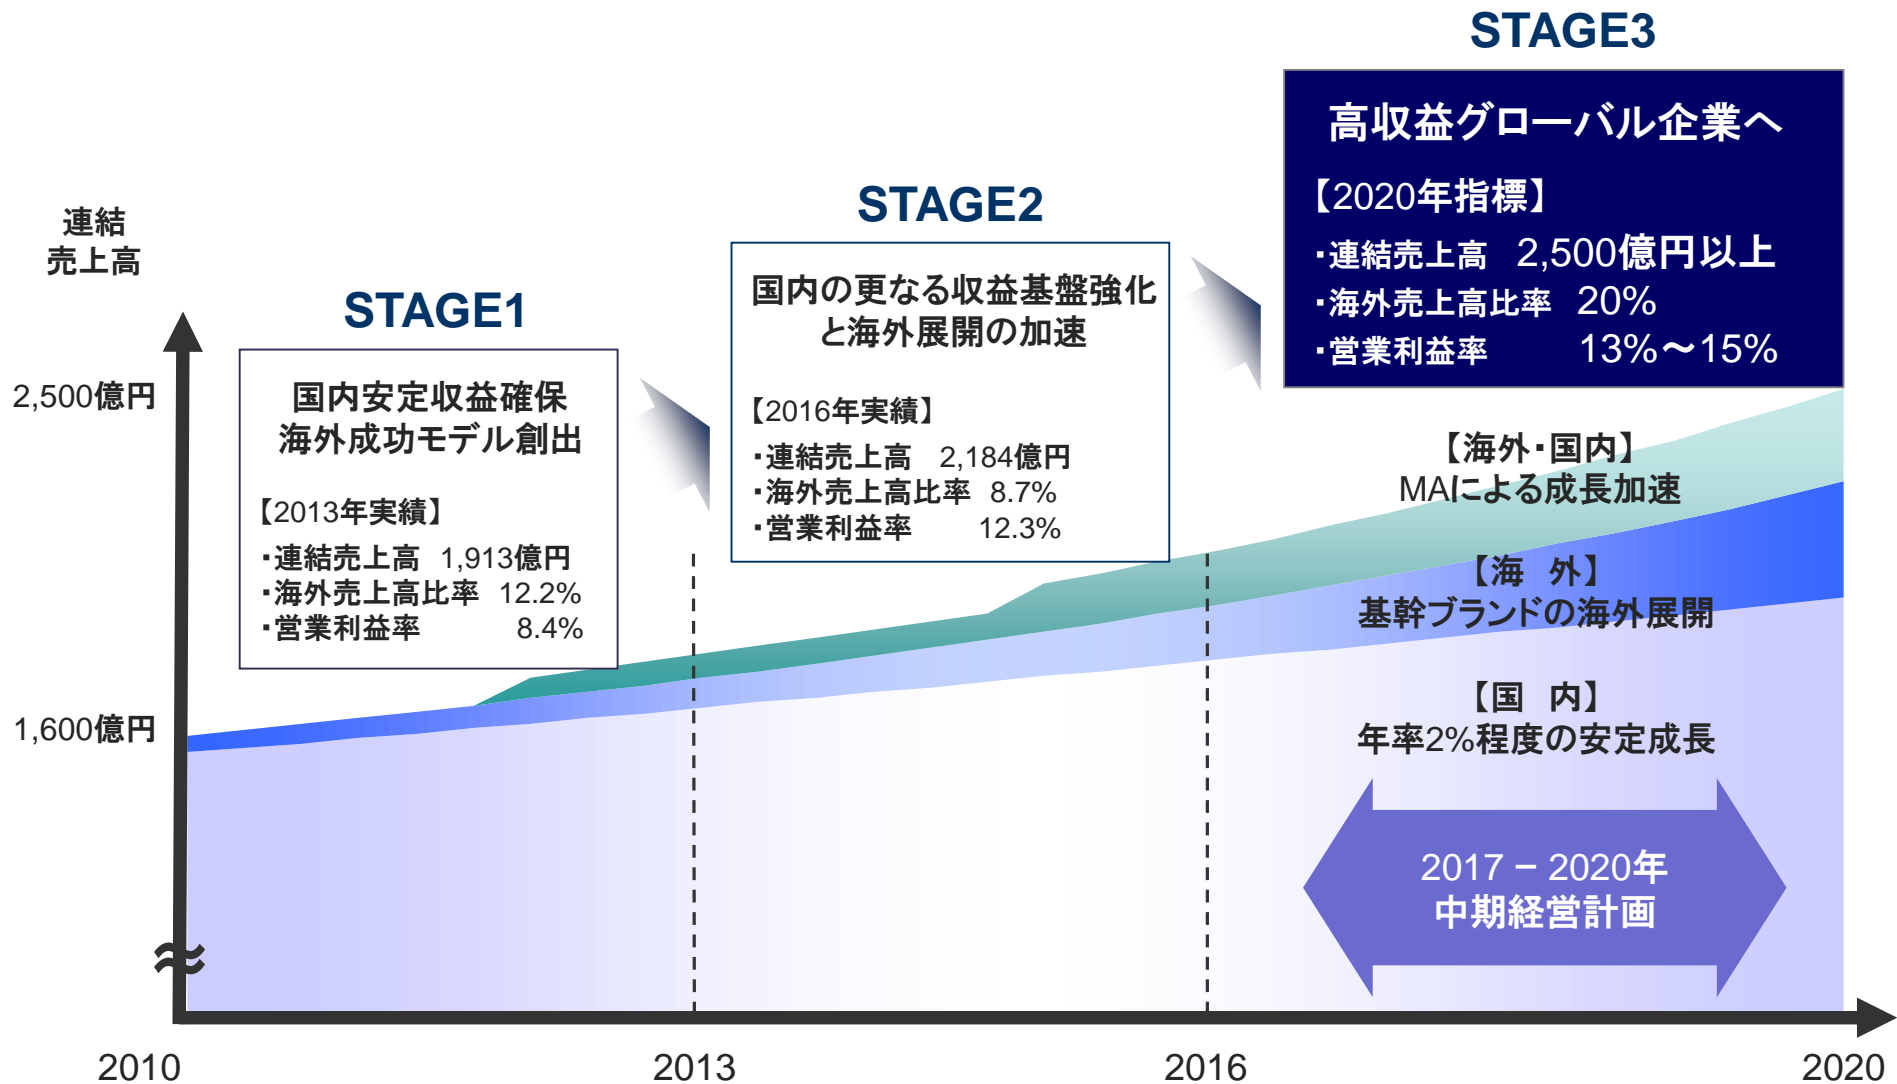 STAGE3
高収益グローバル企業へ
【2020年指標】
・連結売上高 2,500億円以上
・海外売上高比率 20%
・営業利益率 13%～15%
STAGE2
国内の更なる収益基盤強化
と海外展開の加速
【2016年実績】
・連結売上高 2,184億円
・海外売上高比率 8.7%
・営業利益率 12.3%
STAGE1
国内安定収益確保
海外成功モデル創出
【2013年実績】
・連結売上高 1,913億円
・海外売上高比率 12.2%
・営業利益率 8.4%
連結
売上高
2,500億円
1,600億円
【海外・国内】
MAによる成長加速
【海　外】
基幹ブランドの海外展開
【国　内】
年率2%程度の安定成長
2017 − 2020年
中期経営計画
2010
2013
2016
2020